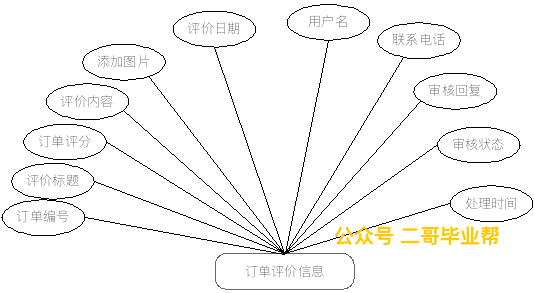 用户名
评价日期
联系电话
添加图片
审核回复
评价内容
订单评分
审核状态
评价标题
处理时间
订单编号
公众号 二哥毕业帮
订单评价信息